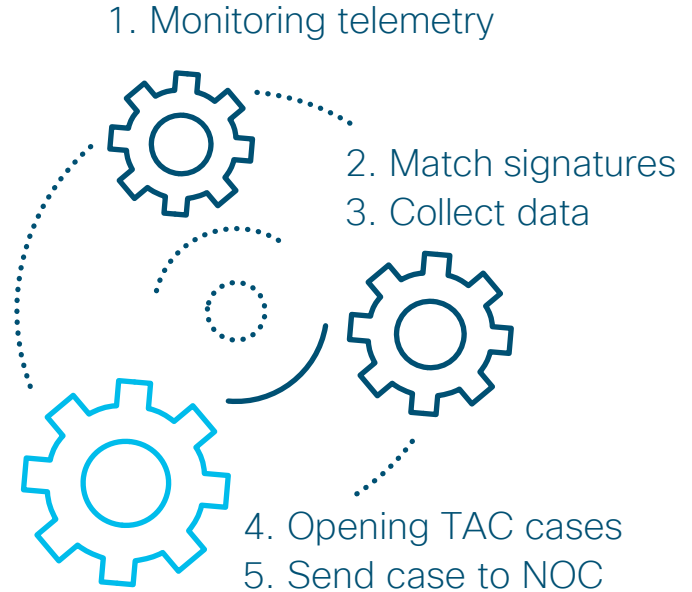 1. Monitoring telemetry
2. Match signatures
3. Collect data
4. Opening TAC cases
5. Send case to NOC